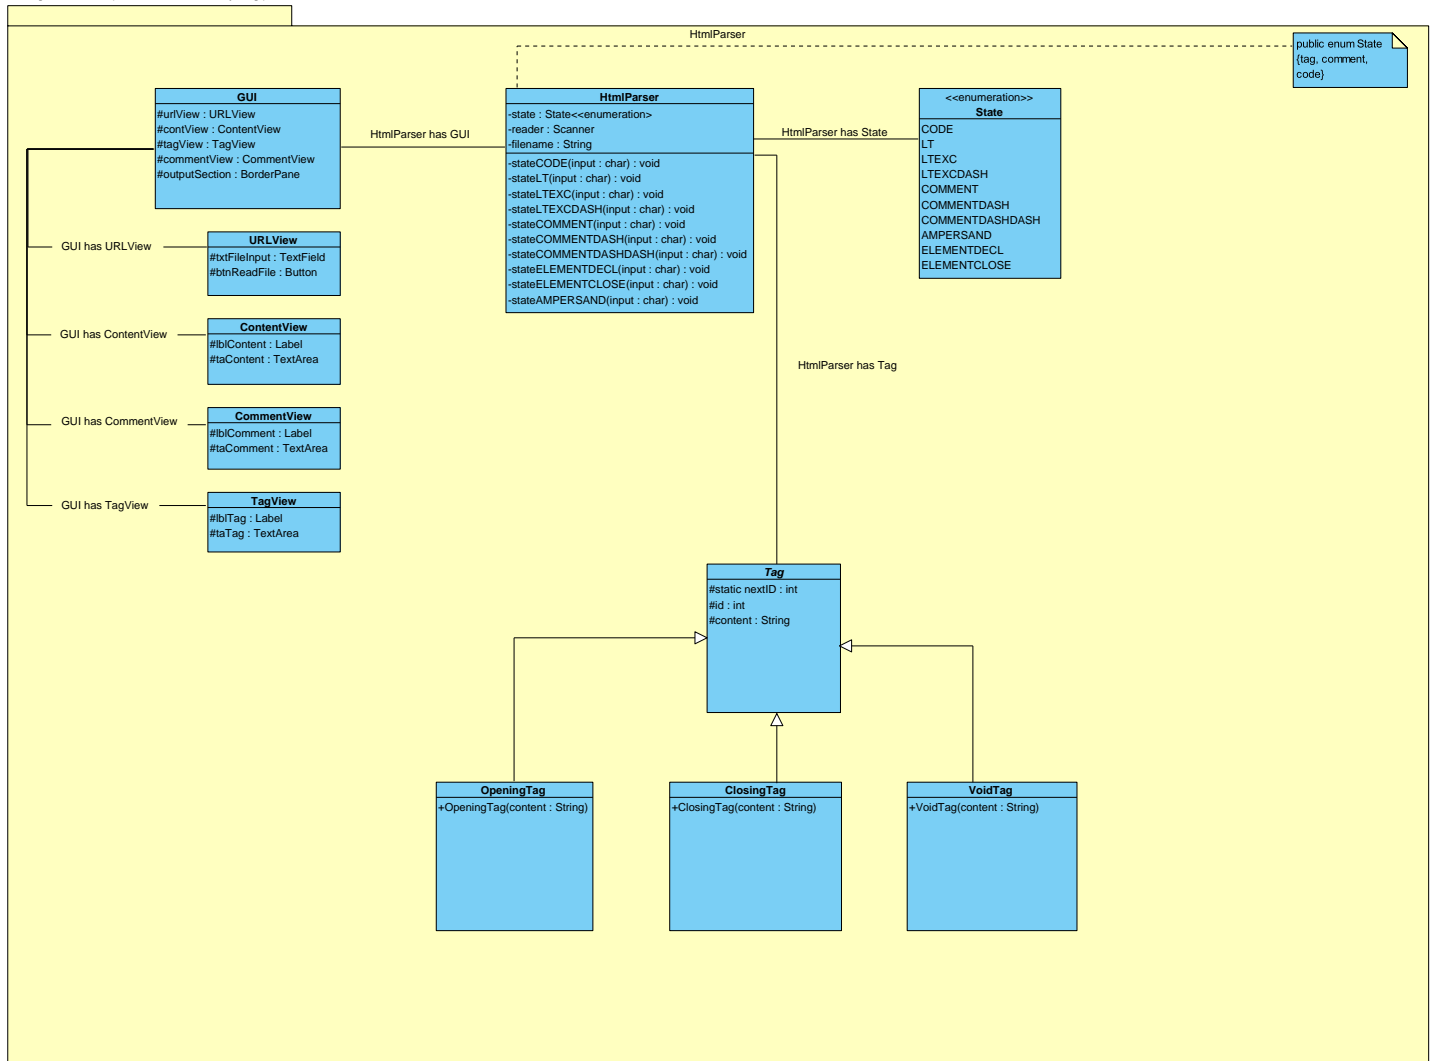 HtmlParser
public enum State
{tag, comment,
code}
GUI
#urlView : URLView
#contView : ContentView
#tagView : TagView
#commentView : CommentView
#outputSection : BorderPane
HtmlParser has GUI
HtmlParser
-state : State<<enumeration>
-reader : Scanner
-filename : String
-stateCODE(input : char) : void
-stateLT(input : char) : void
-stateLTEXC(input : char) : void
-stateLTEXCDASH(input : char) : void
-stateCOMMENT(input : char) : void
-stateCOMMENTDASH(input : char) : void
-stateCOMMENTDASHDASH(input : char) : void
-stateELEMENTDECL(input : char) : void
-stateELEMENTCLOSE(input : char) : void
-stateAMPERSAND(input : char) : void
HtmlParser has State
<<enumeration>>
State
CODE
LT
LTEXC
LTEXCDASH
COMMENT
COMMENTDASH
COMMENTDASHDASH
AMPERSAND
ELEMENTDECL
ELEMENTCLOSE
GUI has URLView
URLView
#txtFileInput : TextField
#btnReadFile : Button
GUI has ContentView
ContentView
#lblContent : Label
#taContent : TextArea
HtmlParser has Tag
GUI has CommentView
CommentView
#lblComment : Label
#taComment : TextArea
GUI has TagView
TagView
#lblTag : Label
#taTag : TextArea
Tag
#static nextID : int
#id : int
#content : String
OpeningTag
+OpeningTag(content : String)
ClosingTag
+ClosingTag(content : String)
VoidTag
+VoidTag(content : String)